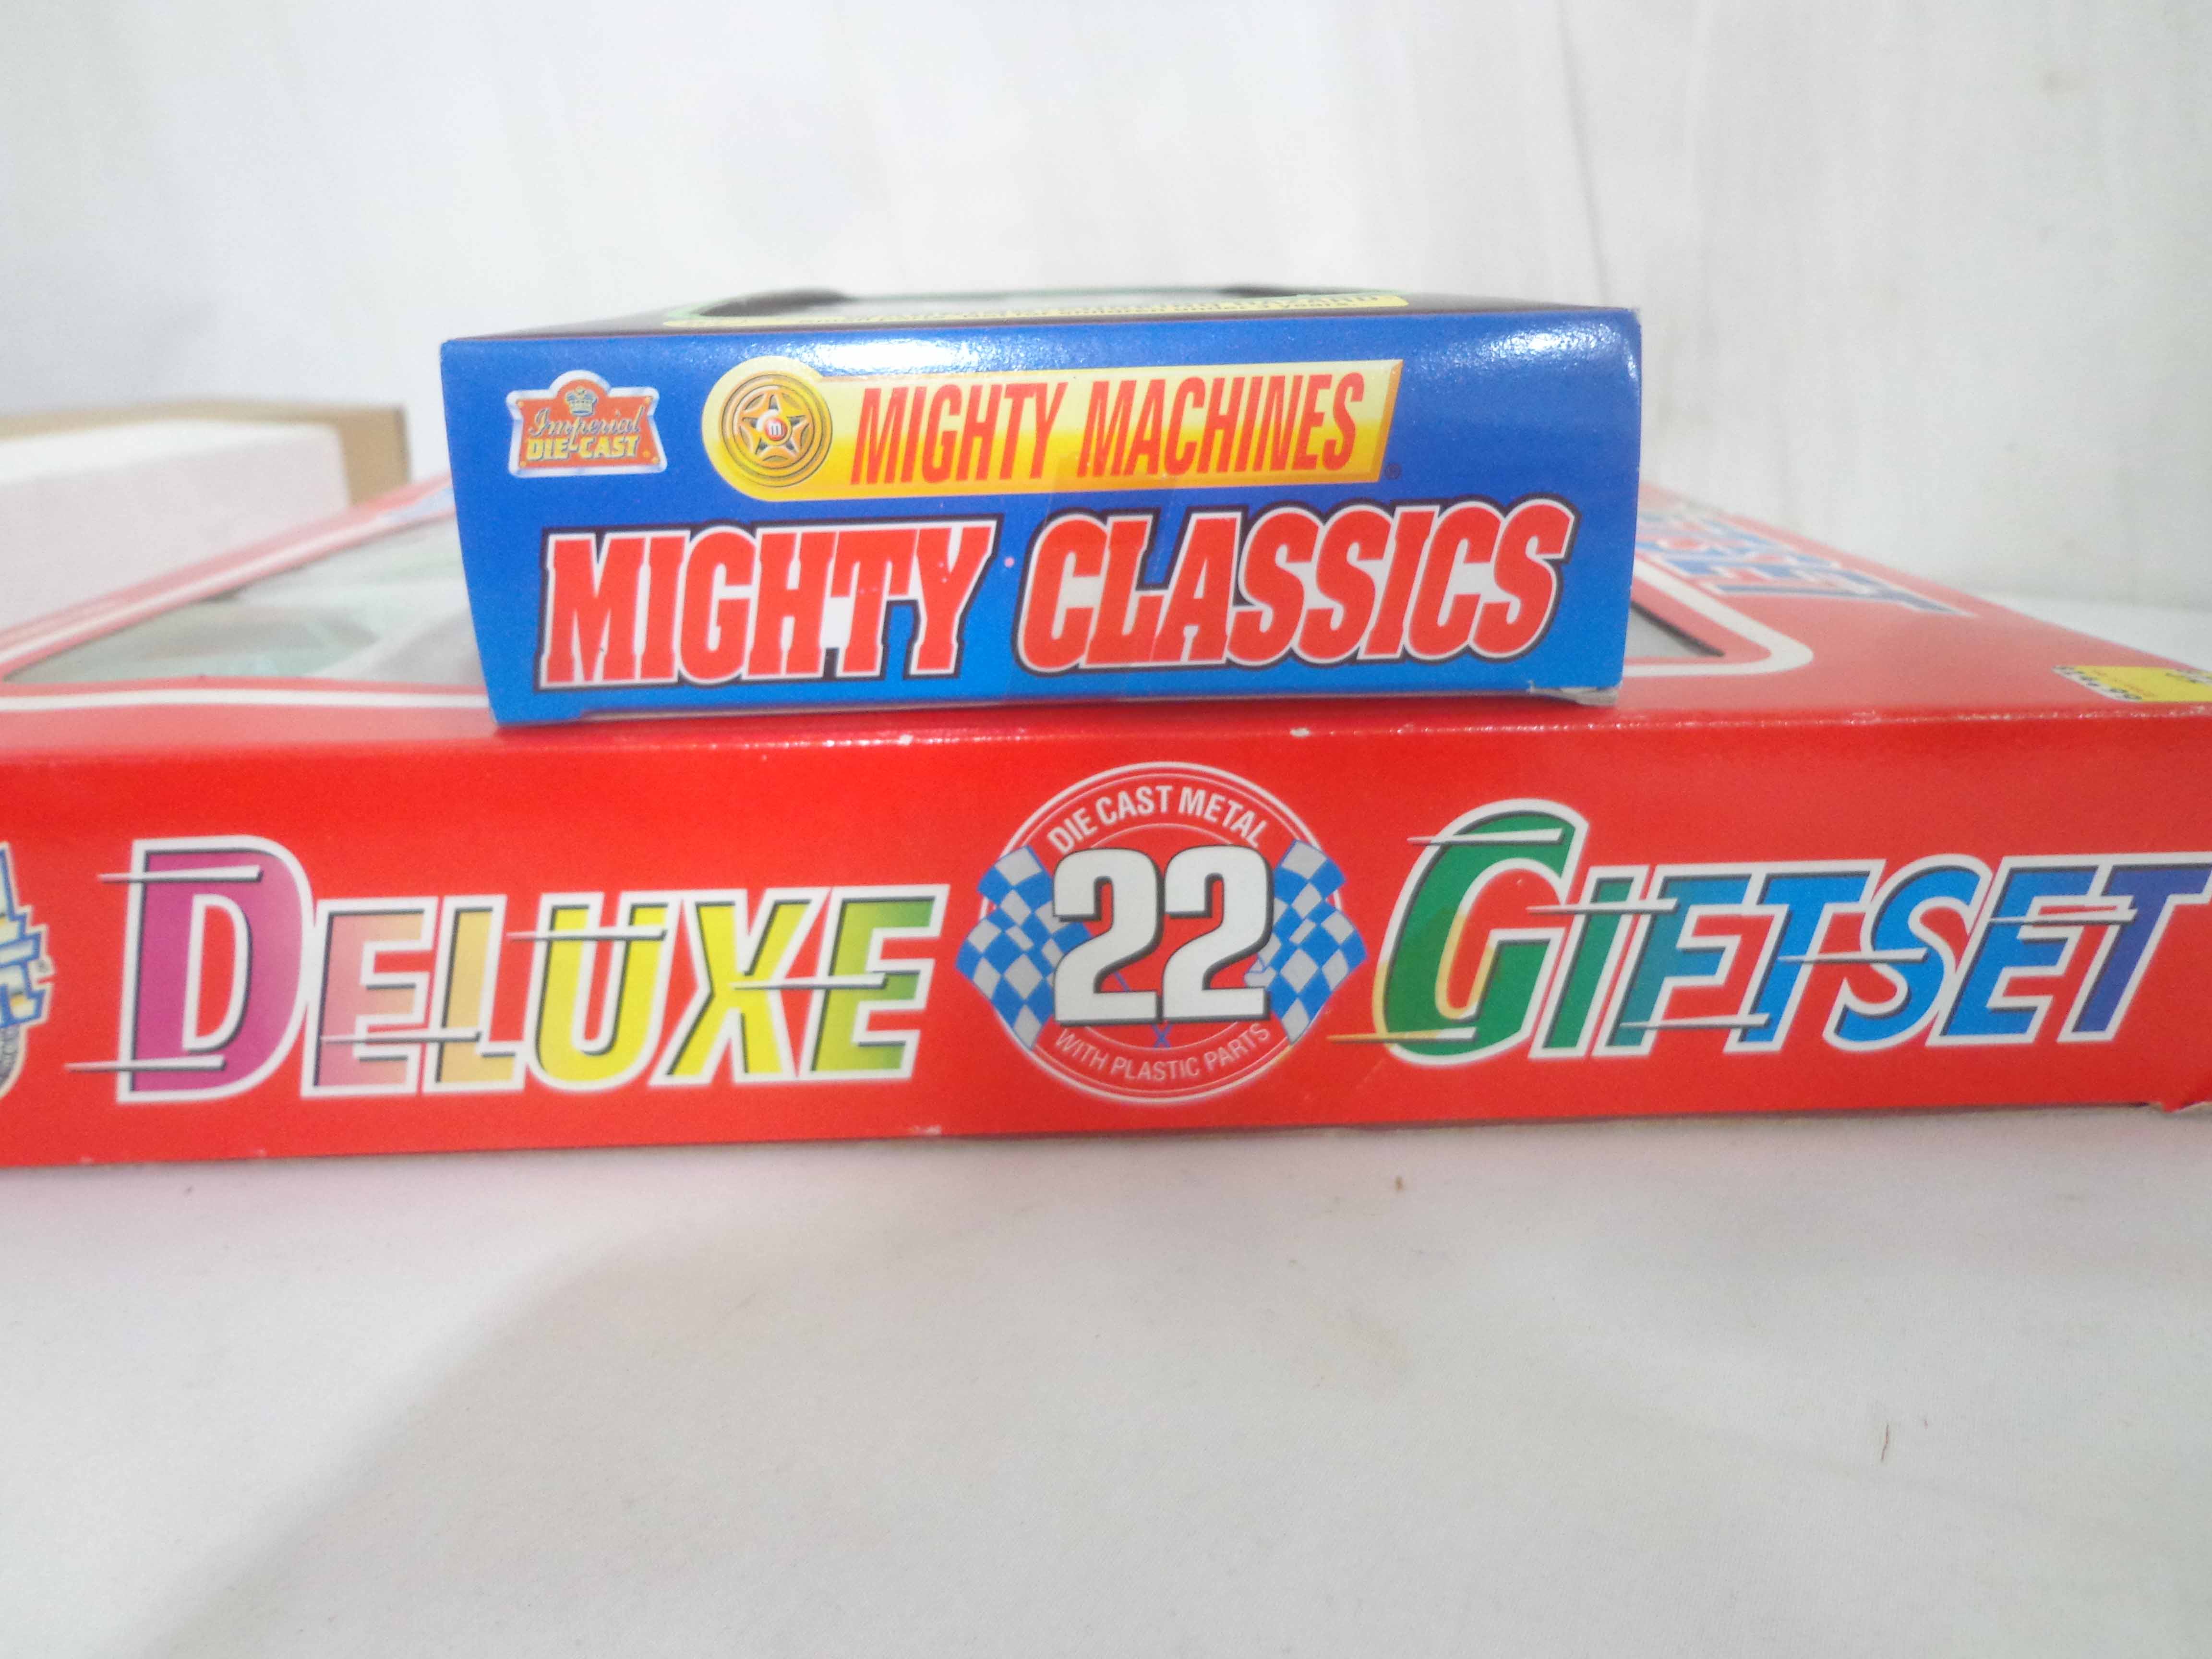 Imperial
DIE-CAST
m
MIGHTY MACHINES®
MIGHTY CLASSICS
DELUXE
DIE CAST METAL
22
WITH PLASTIC PARTS
GIFTSET